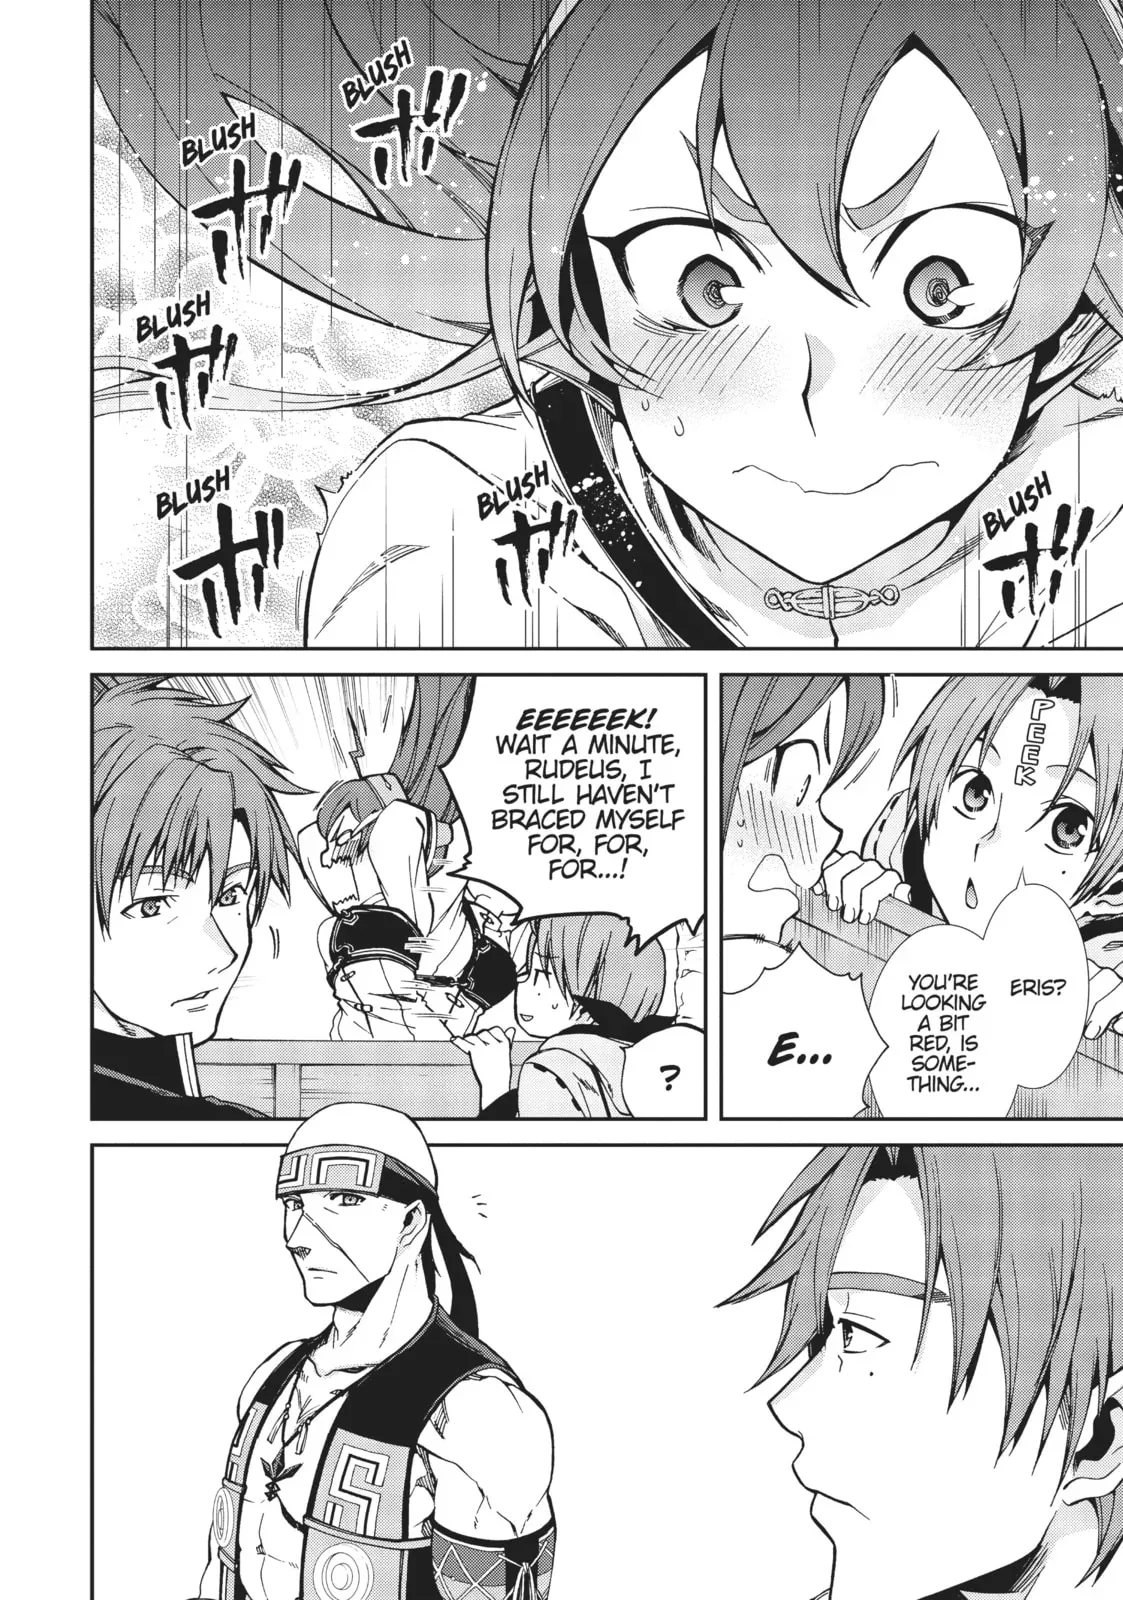 BLUSH
ボッ
BLUSH
ボッ
BLUSH
ボッ
BLUSH
ボッ
BLUSH
ボッ
BLUSH
ボッ
PEEK
ERIS?
YOU'RE
LOOKING
A BIT
RED, IS
SOME-
THING...
E...
EEEEEEK!
WAIT A MINUTE,
RUDEUS, I
STILL HAVEN'T
BRACED MYSELF
FOR, FOR,
FOR...!
?